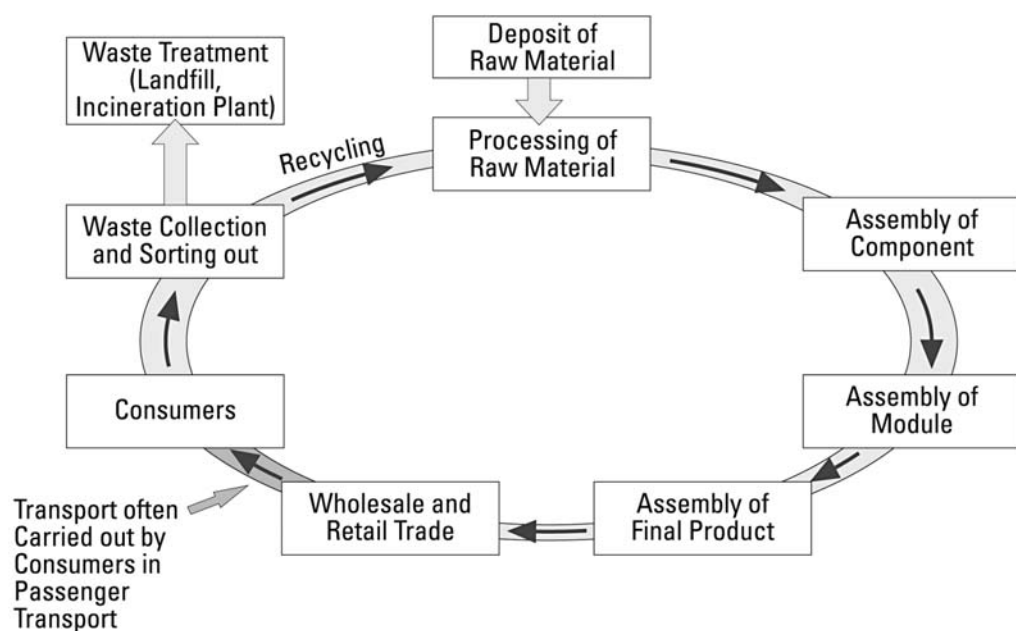 Waste Treatment
(Landfill,
Incineration Plant)
Deposit of
Raw Material
Recycling
Processing of
Raw Material
Waste Collection
and Sorting out
Assembly of
Component
Consumers
Assembly of
Module
Transport often
Carried out by
Consumers in
Passenger
Transport
Wholesale and
Retail Trade
Assembly of
Final Product